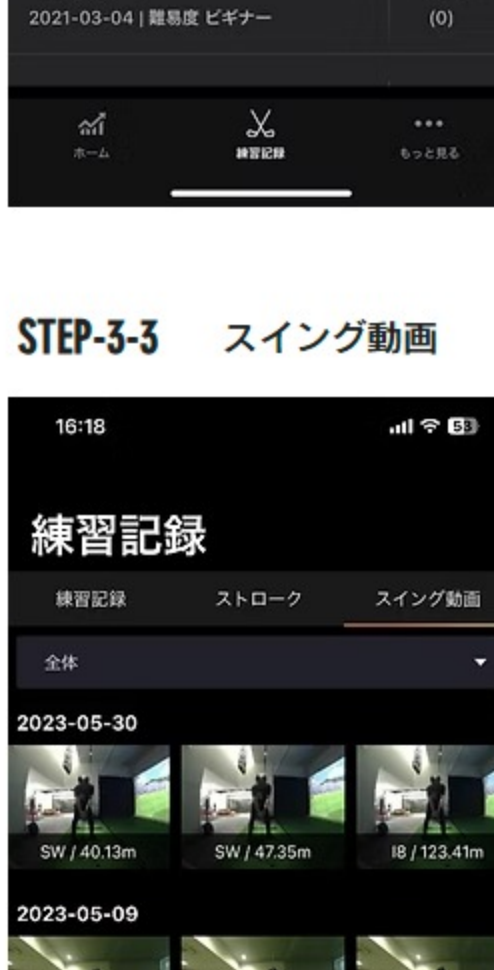 2021-03-04 | 難易度 ビギナー (0)
ホーム 練習記録 もっと見る
STEP-3-3 スイング動画
16:18 53
練習記録
練習記録 ストローク スイング動画
全体
2023-05-30
SW / 40.13m SW / 47.35m I8 / 123.41m
2023-05-09